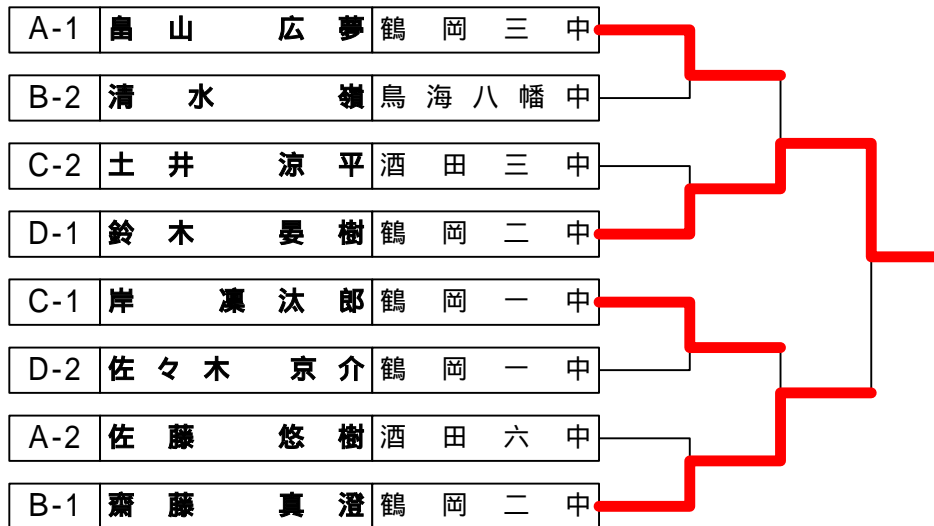 A-1 畠山 広夢 鶴岡三中
B-2 清水 嶺 鳥海八幡中
C-2 土井 涼平 酒田三中
D-1 鈴木 晏樹 鶴岡二中
C-1 岸 凜汰郎 鶴岡一中
D-2 佐々木 京介 鶴岡一中
A-2 佐藤 悠樹 酒田六中
B-1 齋藤 真澄 鶴岡二中